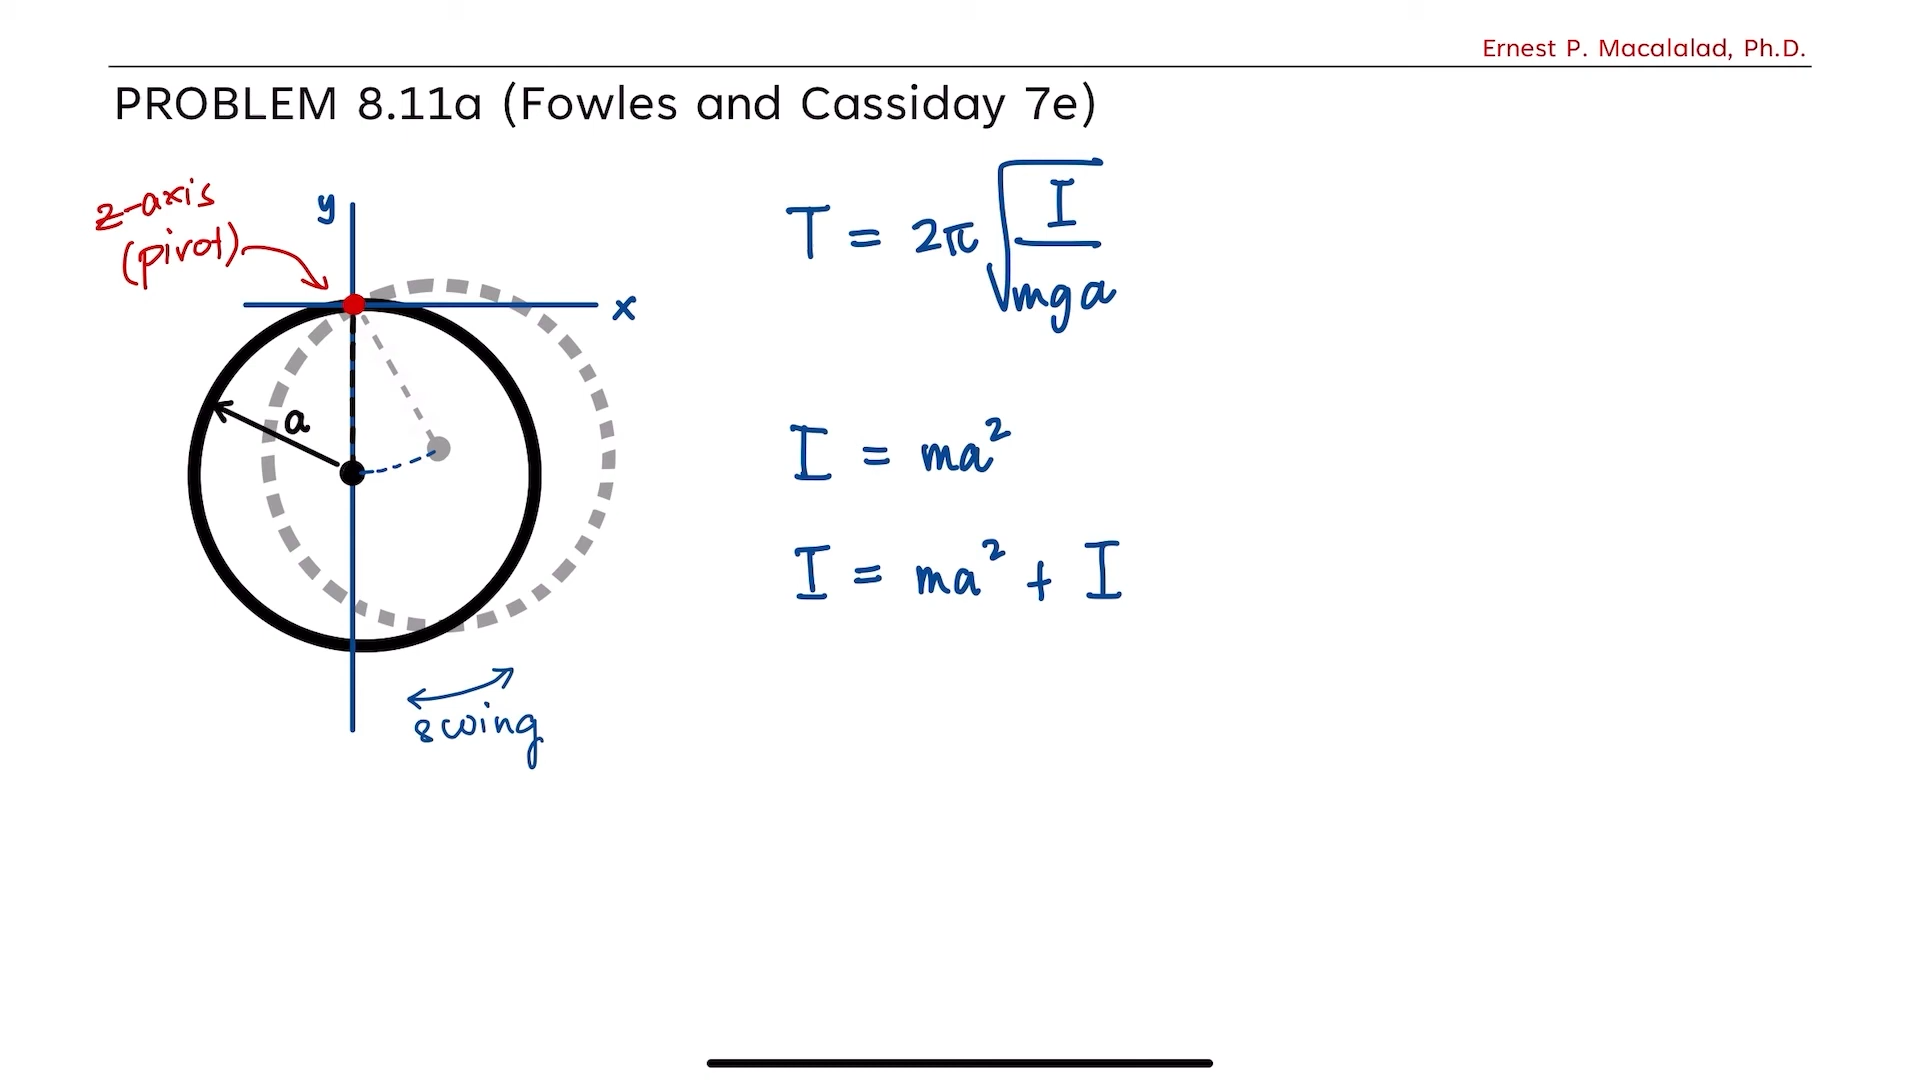 Ernest P. Macalalad, Ph.D.
PROBLEM 8.11a (Fowles and Cassiday 7e)
z-axis
(pivot)
y
x
a
swing
T = 2π√(I/mga)
I = ma²
I = ma² + I